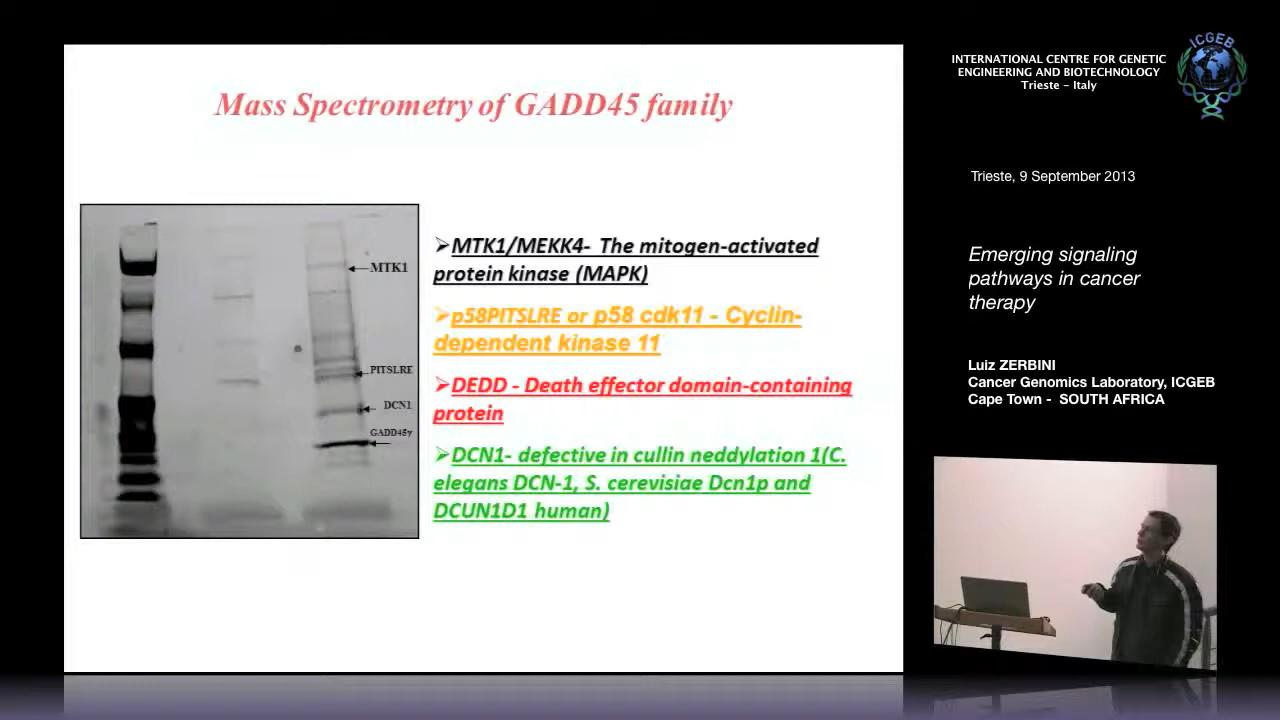 Mass Spectrometry of GADD45 family
MTK1
PITSLRE
DCN1
GADD45γ
➢MTK1/MEKK4- The mitogen-activated
protein kinase (MAPK)
➢p58PITSLRE or p58 cdk11 - Cyclin-
dependent kinase 11
➢DEDD - Death effector domain-containing
protein
➢DCN1- defective in cullin neddylation 1(C.
elegans DCN-1, S. cerevisiae Dcn1p and
DCUN1D1 human)
INTERNATIONAL CENTRE FOR GENETIC
ENGINEERING AND BIOTECHNOLOGY
Trieste - Italy
ICGEB
Trieste, 9 September 2013
Emerging signaling
pathways in cancer
therapy
Luiz ZERBINI
Cancer Genomics Laboratory, ICGEB
Cape Town - SOUTH AFRICA